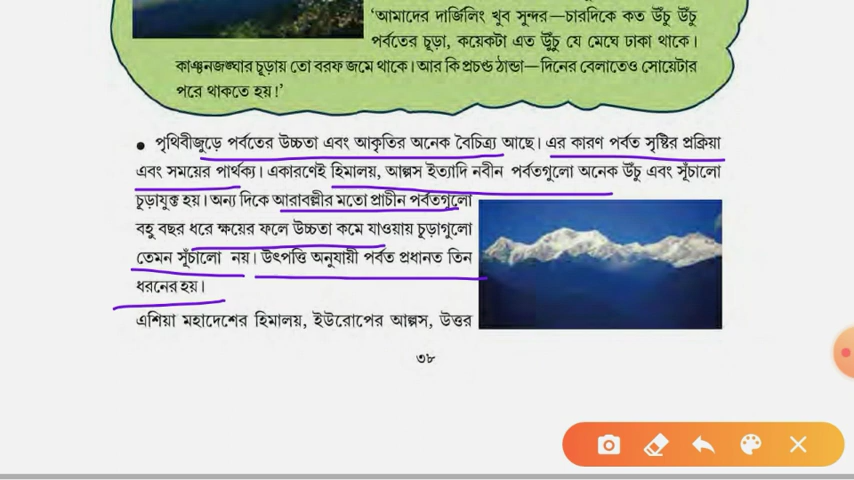 ‘আমাদের দার্জিলিং খুব সুন্দর—চারদিকে কত উঁচু উঁচু
পর্বতের চূড়া, কয়েকটা এত উঁচু যে মেঘে ঢাকা থাকে।
কাঞ্চনজঙ্ঘার চূড়ায় তো বরফ জমে থাকে। আর কি প্রচণ্ড ঠান্ডা—দিনের বেলাতেও সোয়েটার
পরে থাকতে হয়!’
● পৃথিবীজুড়ে পর্বতের উচ্চতা এবং আকৃতির অনেক বৈচিত্র্য আছে। এর কারণ পর্বত সৃষ্টির প্রক্রিয়া
এবং সময়ের পার্থক্য। একারণেই হিমালয়, আল্পস ইত্যাদি নবীন পর্বতগুলো অনেক উঁচু এবং সূঁচালো
চূড়াযুক্ত হয়। অন্য দিকে আরাবল্লীর মতো প্রাচীন পর্বতগুলো
বহু বছর ধরে ক্ষয়ের ফলে উচ্চতা কমে যাওয়ায় চূড়াগুলো
তেমন সূঁচালো নয়। উৎপত্তি অনুযায়ী পর্বত প্রধানত তিন
ধরনের হয়।
এশিয়া মহাদেশের হিমালয়, ইউরোপের আল্পস, উত্তর
৩৮